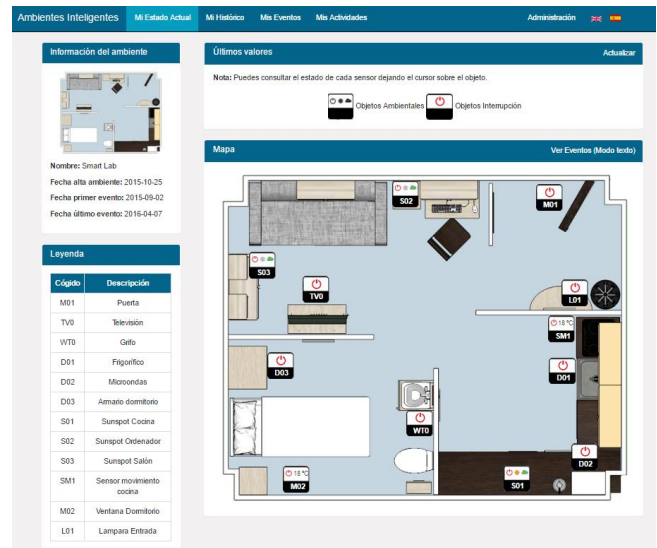 Ambientes Inteligentes
Mi Estado Actual
Mi Histórico
Mis Eventos
Mis Actividades
Administración
Información del ambiente
Nombre: Smart Lab
Fecha alta ambiente: 2015-10-25
Fecha primer evento: 2015-09-02
Fecha último evento: 2016-04-07
Leyenda
Cógido Descripción
M01 Puerta
TV0 Televisión
WT0 Grifo
D01 Frigorífico
D02 Microondas
D03 Armario dormitorio
S01 Sunspot Cocina
S02 Sunspot Ordenador
S03 Sunspot Salón
SM1 Sensor movimiento
cocina
M02 Ventana Dormitorio
L01 Lampara Entrada
Últimos valores
Actualizar
Nota: Puedes consultar el estado de cada sensor dejando el cursor sobre el objeto.
Objetos Ambientales
Objetos Interrupción
Mapa
Ver Eventos (Modo texto)
S02
M01
S03
TV0
L01
18 ºC
SM1
D03
D01
WT0
18 ºC
M02
S01
D02